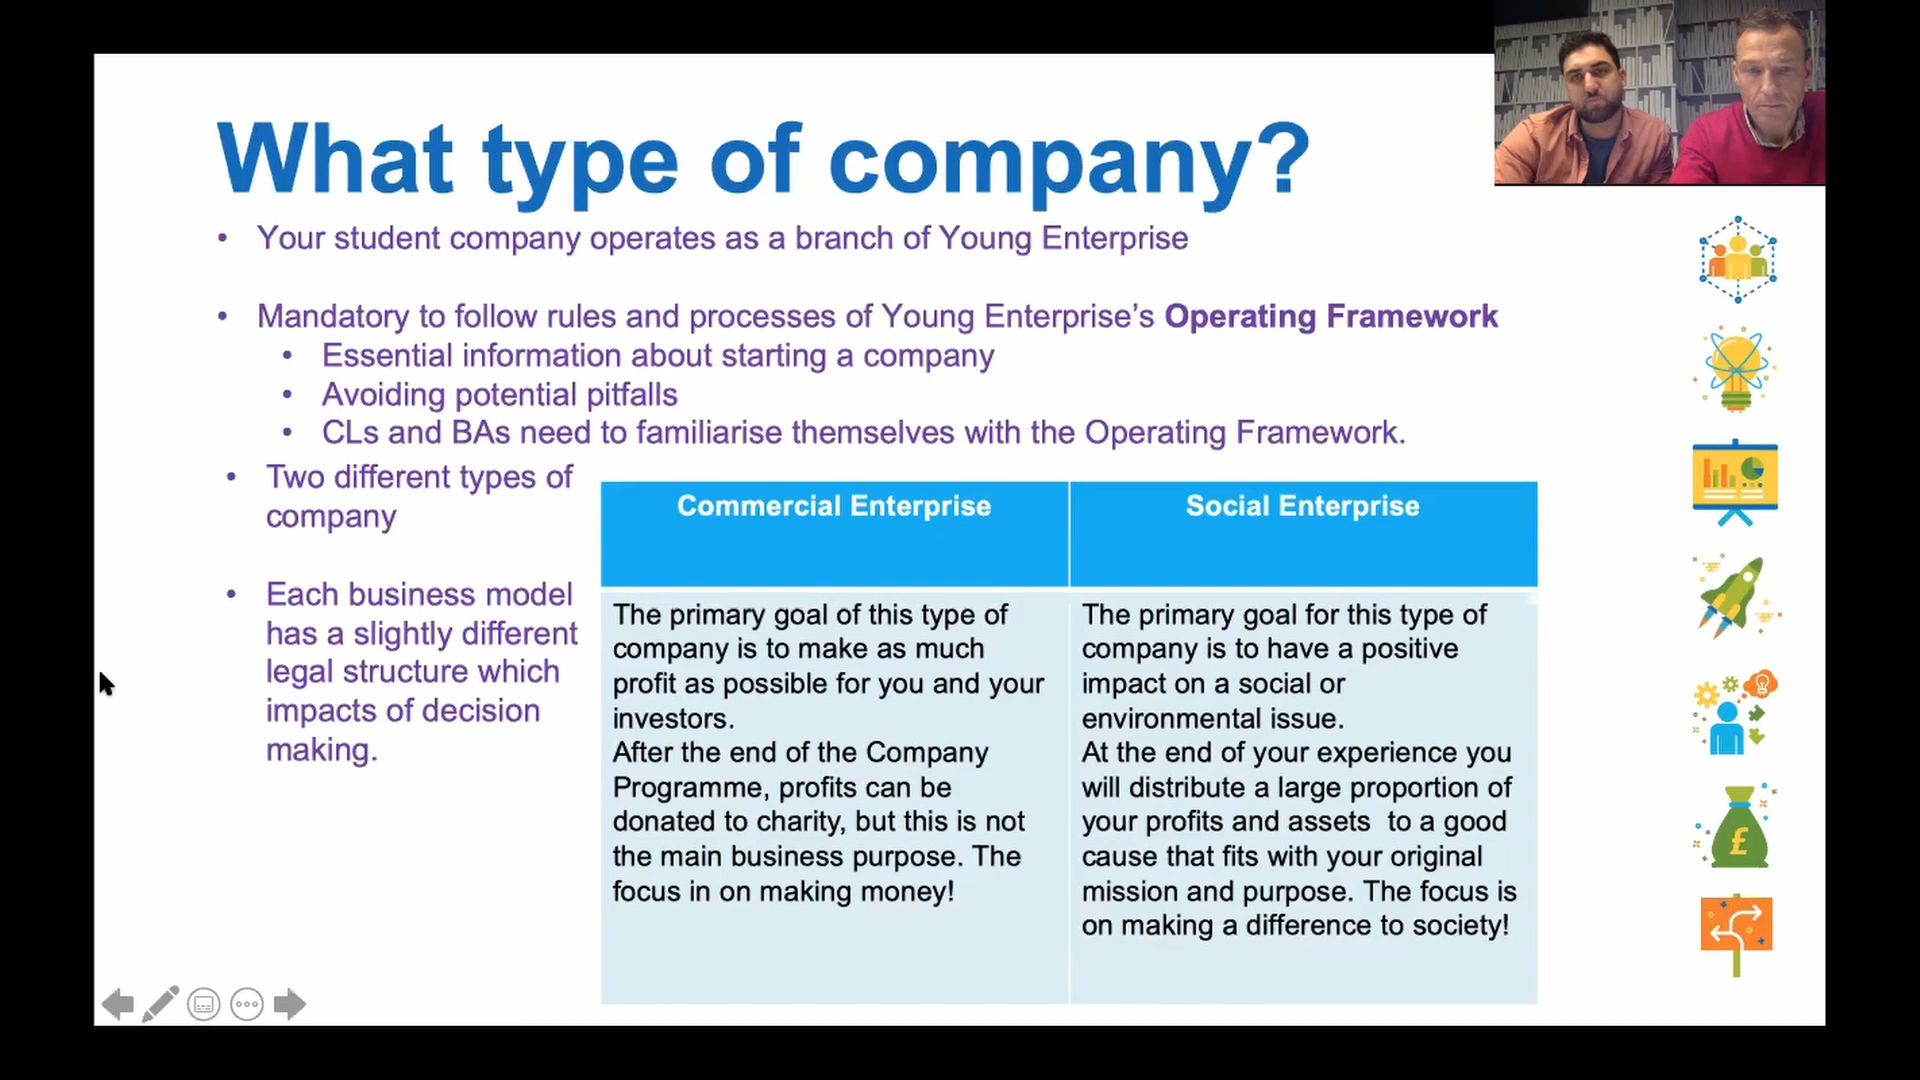 What type of company?
• Your student company operates as a branch of Young Enterprise
• Mandatory to follow rules and processes of Young Enterprise’s Operating Framework
• Essential information about starting a company
• Avoiding potential pitfalls
• CLs and BAs need to familiarise themselves with the Operating Framework.
• Two different types of
company
• Each business model
has a slightly different
legal structure which
impacts of decision
making.
Commercial Enterprise
The primary goal of this type of
company is to make as much
profit as possible for you and your
investors.
After the end of the Company
Programme, profits can be
donated to charity, but this is not
the main business purpose. The
focus in on making money!
Social Enterprise
The primary goal for this type of
company is to have a positive
impact on a social or
environmental issue.
At the end of your experience you
will distribute a large proportion of
your profits and assets  to a good
cause that fits with your original
mission and purpose. The focus is
on making a difference to society!
£